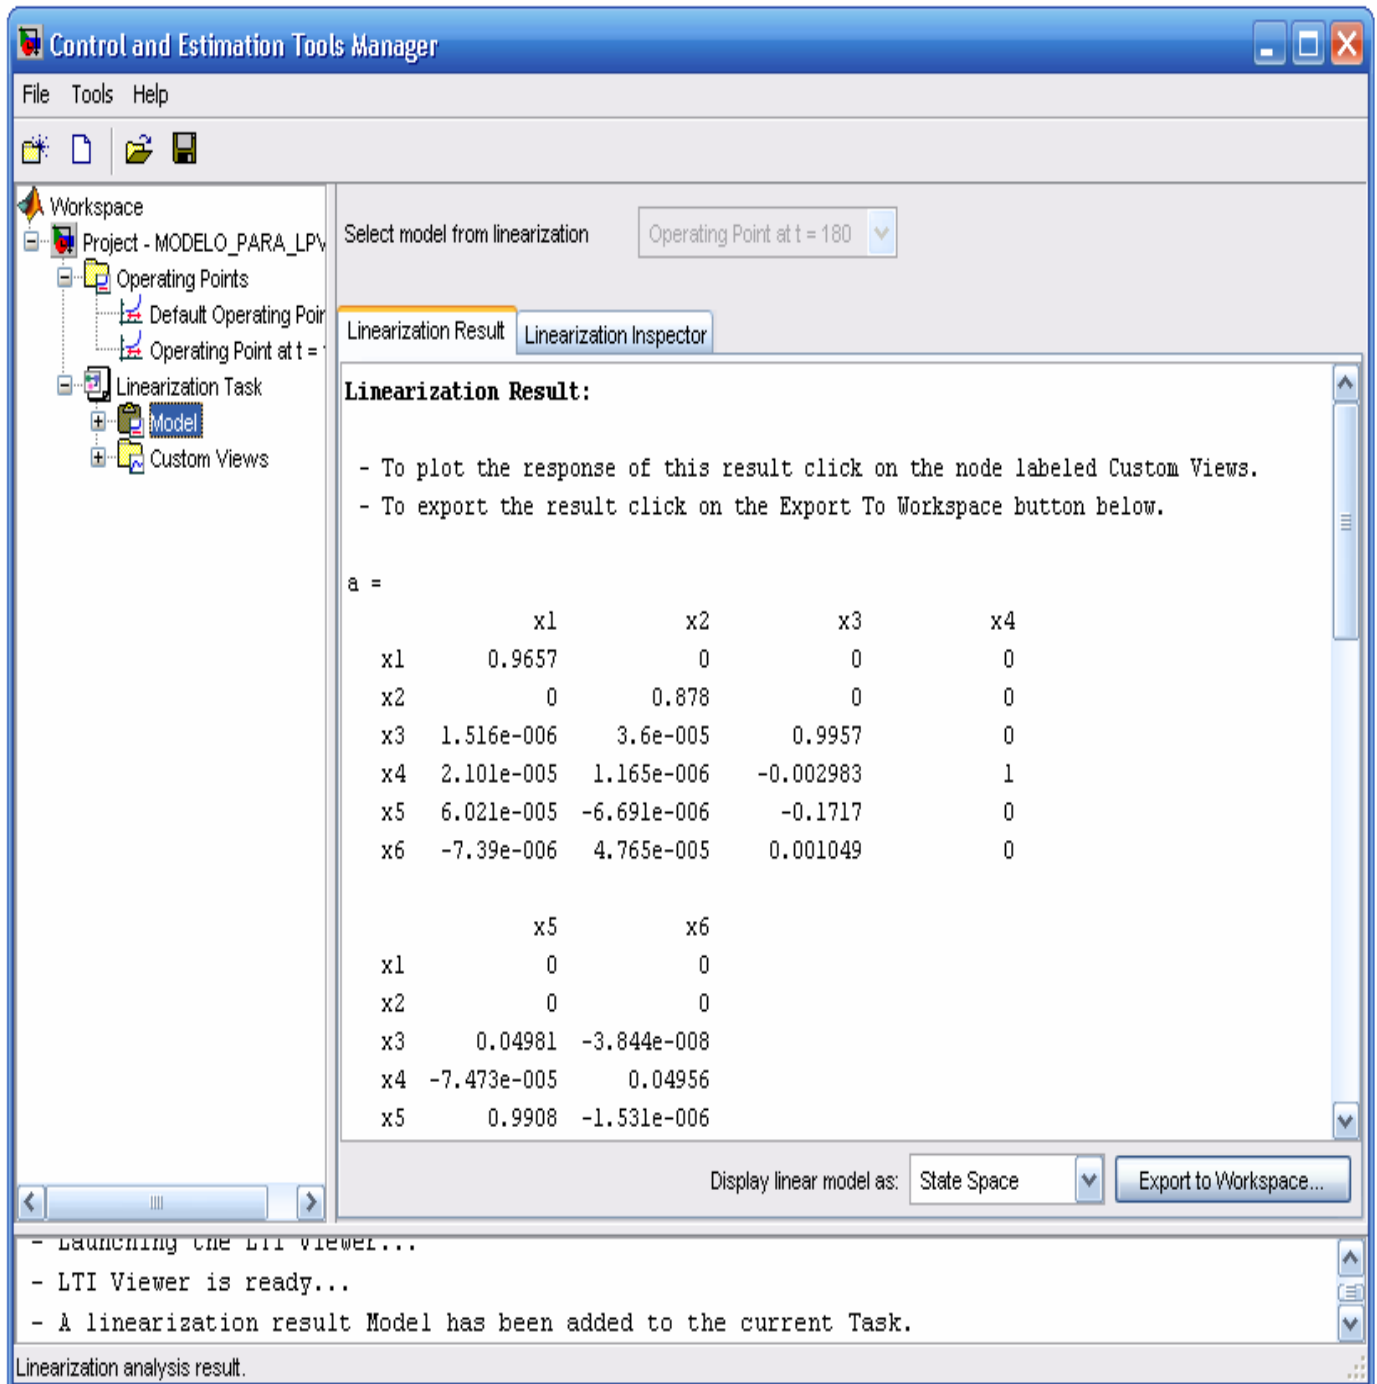 Control and Estimation Tools Manager
File Tools Help
Workspace
Project - MODELO_PARA_LPV
Operating Points
Default Operating Poin
Operating Point at t =
Linearization Task
Model
Custom Views
Select model from linearization Operating Point at t = 180
Linearization Result Linearization Inspector
Linearization Result:
- To plot the response of this result click on the node labeled Custom Views.
- To export the result click on the Export To Workspace button below.
a =
x1 x2 x3 x4
x1 0.9657 0 0 0
x2 0 0.878 0 0
x3 1.516e-006 3.6e-005 0.9957 0
x4 2.101e-005 1.165e-006 -0.002983 1
x5 6.021e-005 -6.691e-006 -0.1717 0
x6 -7.39e-006 4.765e-005 0.001049 0
x5 x6
x1 0 0
x2 0 0
x3 0.04981 -3.844e-008
x4 -7.473e-005 0.04956
x5 0.9908 -1.531e-006
Display linear model as: State Space Export to Workspace...
- Launching the LTI Viewer...
- LTI Viewer is ready...
- A linearization result Model has been added to the current Task.
Linearization analysis result.